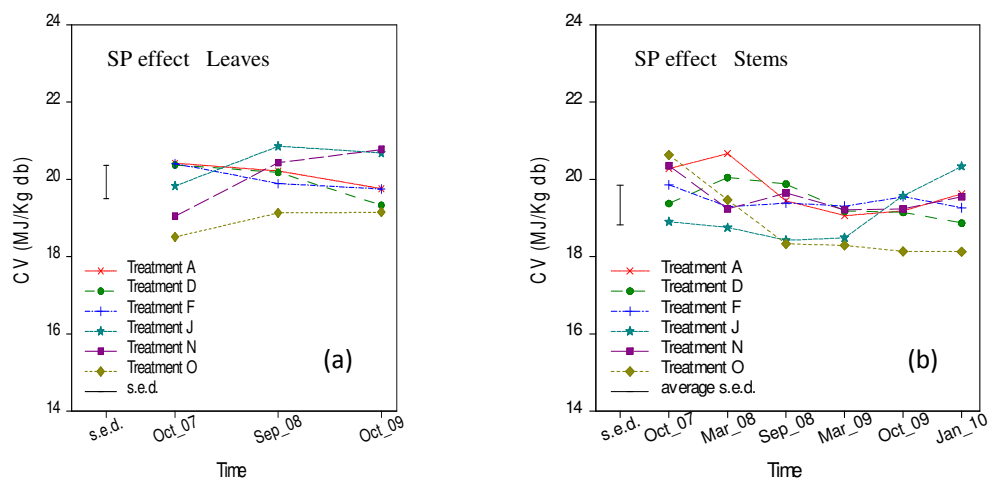 SP effect Leaves
24
22
20
18
16
14
CV (MJ/Kg db)
Treatment A
Treatment D
Treatment F
Treatment J
Treatment N
Treatment O
s.e.d.
(a)
s.e.d.
Oct_07
Sep_08
Oct_09
Time
SP effect Stems
24
22
20
18
16
14
CV (MJ/Kg db)
Treatment A
Treatment D
Treatment F
Treatment J
Treatment N
Treatment O
average s.e.d.
(b)
s.e.d.
Oct_07
Mar_08
Sep_08
Mar_09
Oct_09
Jan_10
Time